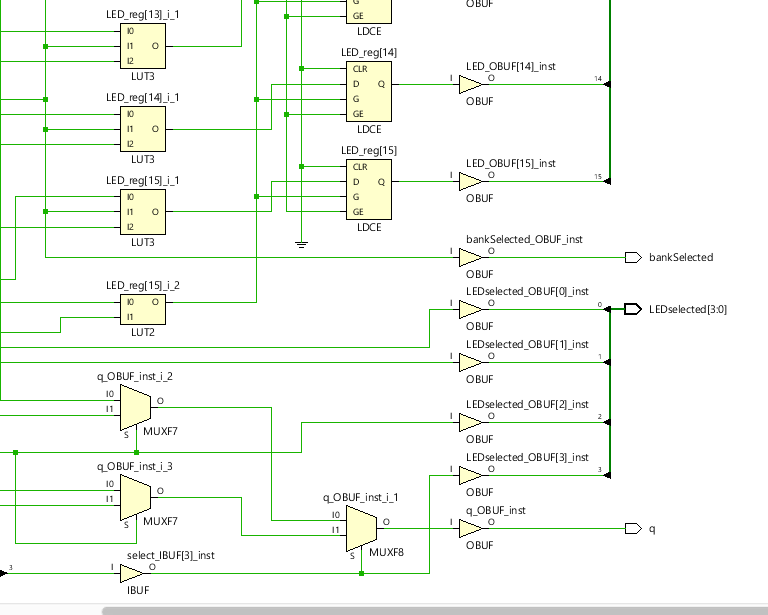 G
GE
LDCE
OBUF
LED_reg[13]_i_1
I0
I1 O
I2
LUT3
LED_reg[14]
CLR
D Q
G
GE
LDCE
LED_OBUF[14]_inst
I O
OBUF
14
LED_reg[14]_i_1
I0
I1 O
I2
LUT3
LED_reg[15]
CLR
D Q
G
GE
LDCE
LED_OBUF[15]_inst
I O
OBUF
15
LED_reg[15]_i_1
I0
I1 O
I2
LUT3
bankSelected_OBUF_inst
I O
OBUF
bankSelected
LED_reg[15]_i_2
I0 O
I1
LUT2
LEDselected_OBUF[0]_inst
I O
OBUF
0
LEDselected[3:0]
LEDselected_OBUF[1]_inst
I O
OBUF
1
q_OBUF_inst_i_2
I0 O
I1
S MUXF7
LEDselected_OBUF[2]_inst
I O
OBUF
2
q_OBUF_inst_i_3
I0 O
I1
S MUXF7
LEDselected_OBUF[3]_inst
I O
OBUF
3
q_OBUF_inst_i_1
I0 O
I1
S MUXF8
q_OBUF_inst
I O
OBUF
q
select_IBUF[3]_inst
3 I O
IBUF